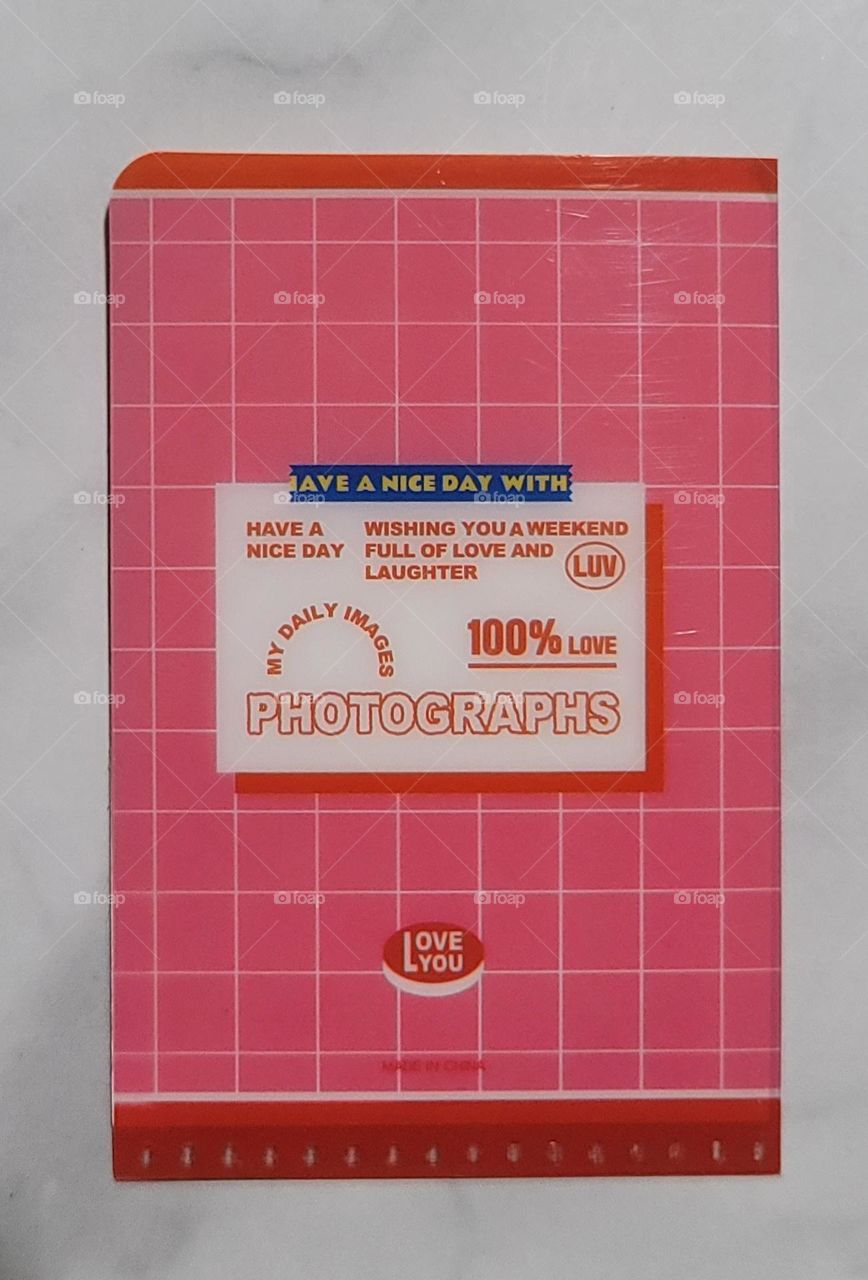 HAVE A NICE DAY WITH
HAVE A
NICE DAY
WISHING YOU A WEEKEND
FULL OF LOVE AND
LAUGHTER
LUV
MY DAILY IMAGES
100% LOVE
PHOTOGRAPHS
LOVE
YOU
MADE IN CHINA
foap